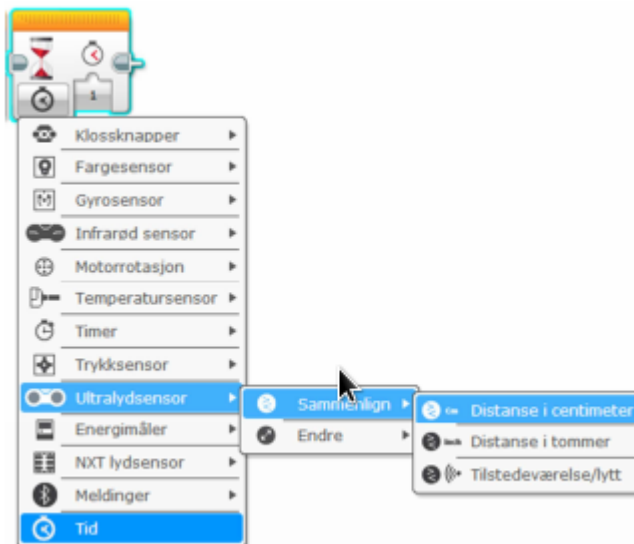 1
Klossknapper
Fargesensor
Gyrosensor
Infrarød sensor
Motorrotasjon
Temperatursensor
Timer
Trykksensor
Ultralydsensor
Sammenlign
Distanse i centimeter
Energimåler
Endre
Distanse i tommer
NXT lydsensor
Tilstedeværelse/lytt
Meldinger
Tid